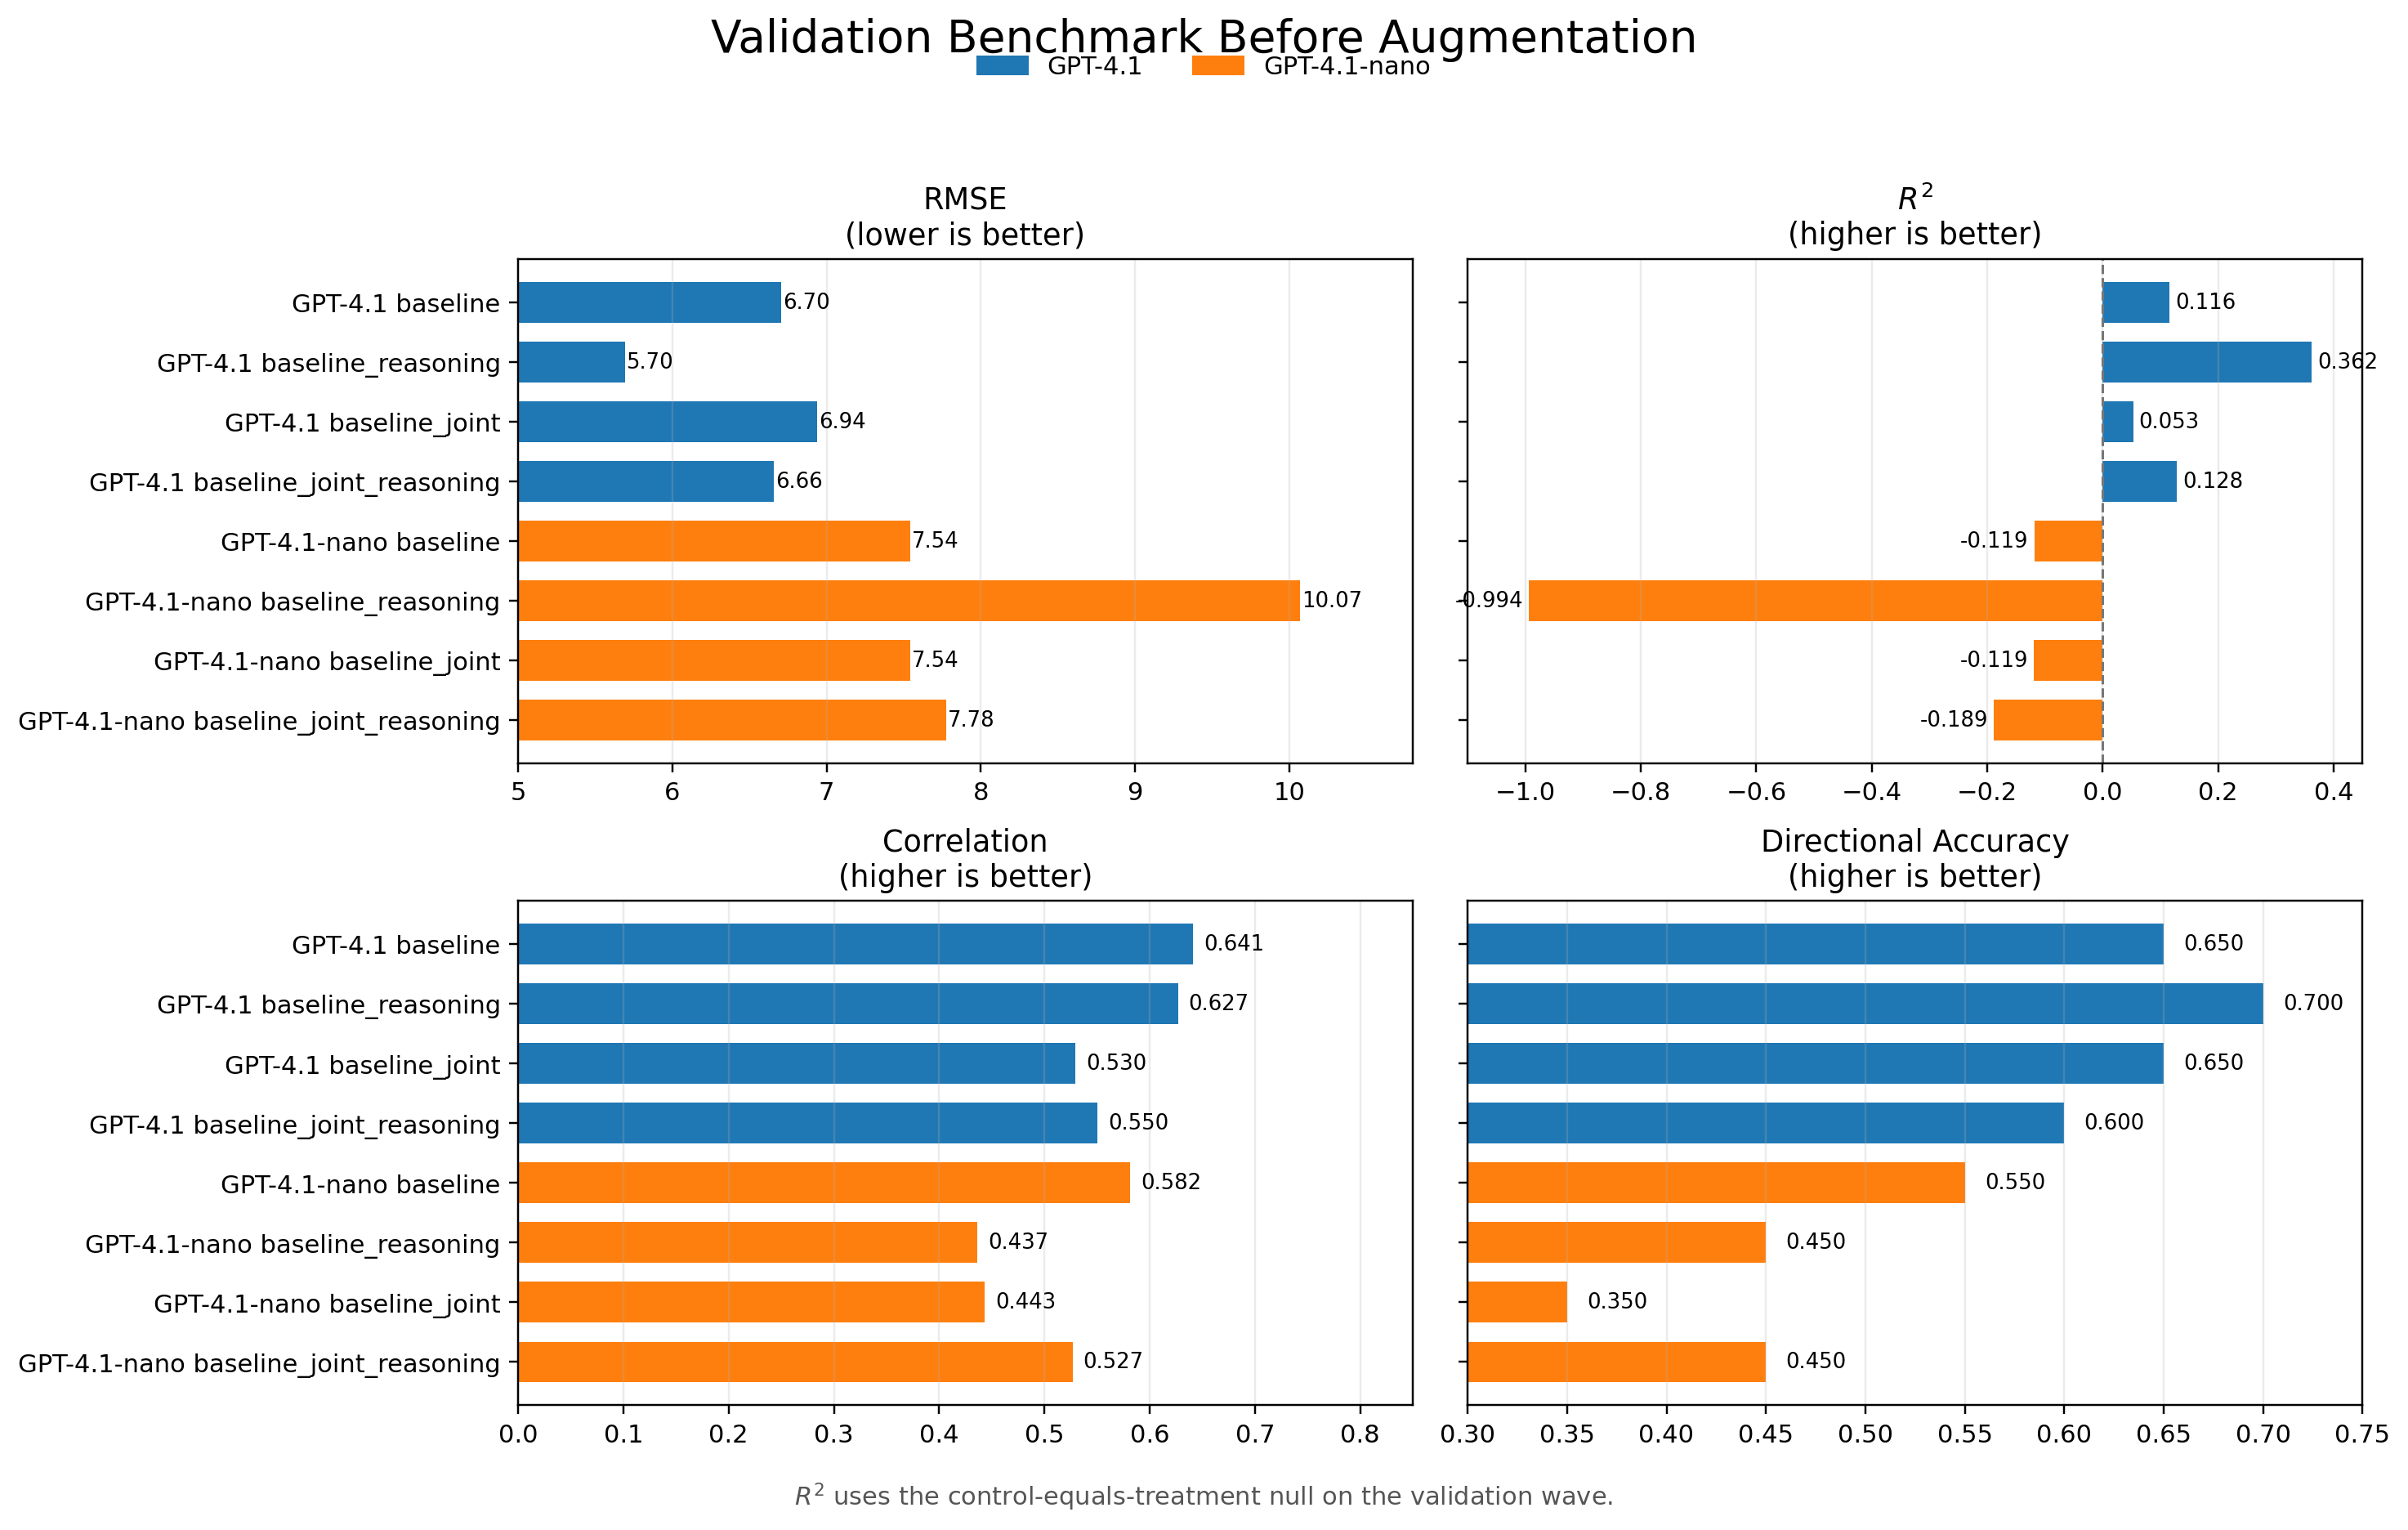 Validation Benchmark Before Augmentation
GPT-4.1 GPT-4.1-nano
RMSE
(lower is better)
GPT-4.1 baseline
GPT-4.1 baseline_reasoning
GPT-4.1 baseline_joint
GPT-4.1 baseline_joint_reasoning
GPT-4.1-nano baseline
GPT-4.1-nano baseline_reasoning
GPT-4.1-nano baseline_joint
GPT-4.1-nano baseline_joint_reasoning
6.70
5.70
6.94
6.66
7.54
10.07
7.54
7.78
5 6 7 8 9 10
R²
(higher is better)
0.116
0.362
0.053
0.128
-0.119
-0.994
-0.119
-0.189
−1.0 −0.8 −0.6 −0.4 −0.2 0.0 0.2 0.4
Correlation
(higher is better)
GPT-4.1 baseline
GPT-4.1 baseline_reasoning
GPT-4.1 baseline_joint
GPT-4.1 baseline_joint_reasoning
GPT-4.1-nano baseline
GPT-4.1-nano baseline_reasoning
GPT-4.1-nano baseline_joint
GPT-4.1-nano baseline_joint_reasoning
0.641
0.627
0.530
0.550
0.582
0.437
0.443
0.527
0.0 0.1 0.2 0.3 0.4 0.5 0.6 0.7 0.8
Directional Accuracy
(higher is better)
0.650
0.700
0.650
0.600
0.550
0.450
0.350
0.450
0.30 0.35 0.40 0.45 0.50 0.55 0.60 0.65 0.70 0.75
R² uses the control-equals-treatment null on the validation wave.